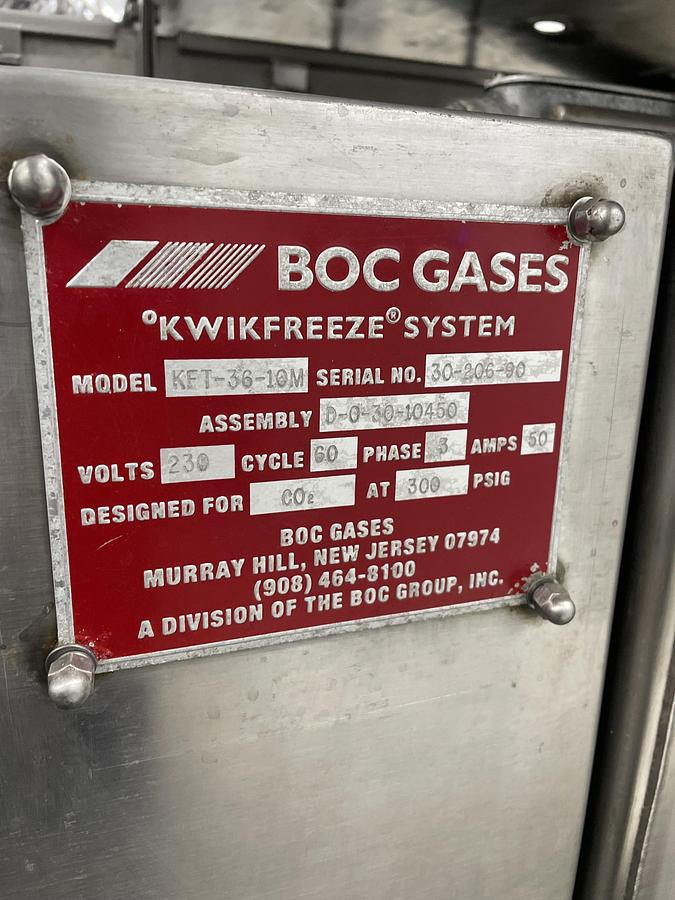 BOC GASES
°KWIKFREEZE® SYSTEM
MODEL KFT-36-10M SERIAL NO. 30-206-90
ASSEMBLY D-0-30-10450
VOLTS 230 CYCLE 60 PHASE 3 AMPS 50
DESIGNED FOR CO₂ AT 300 PSIG
BOC GASES
MURRAY HILL, NEW JERSEY 07974
(908) 464-8100
A DIVISION OF THE BOC GROUP, INC.